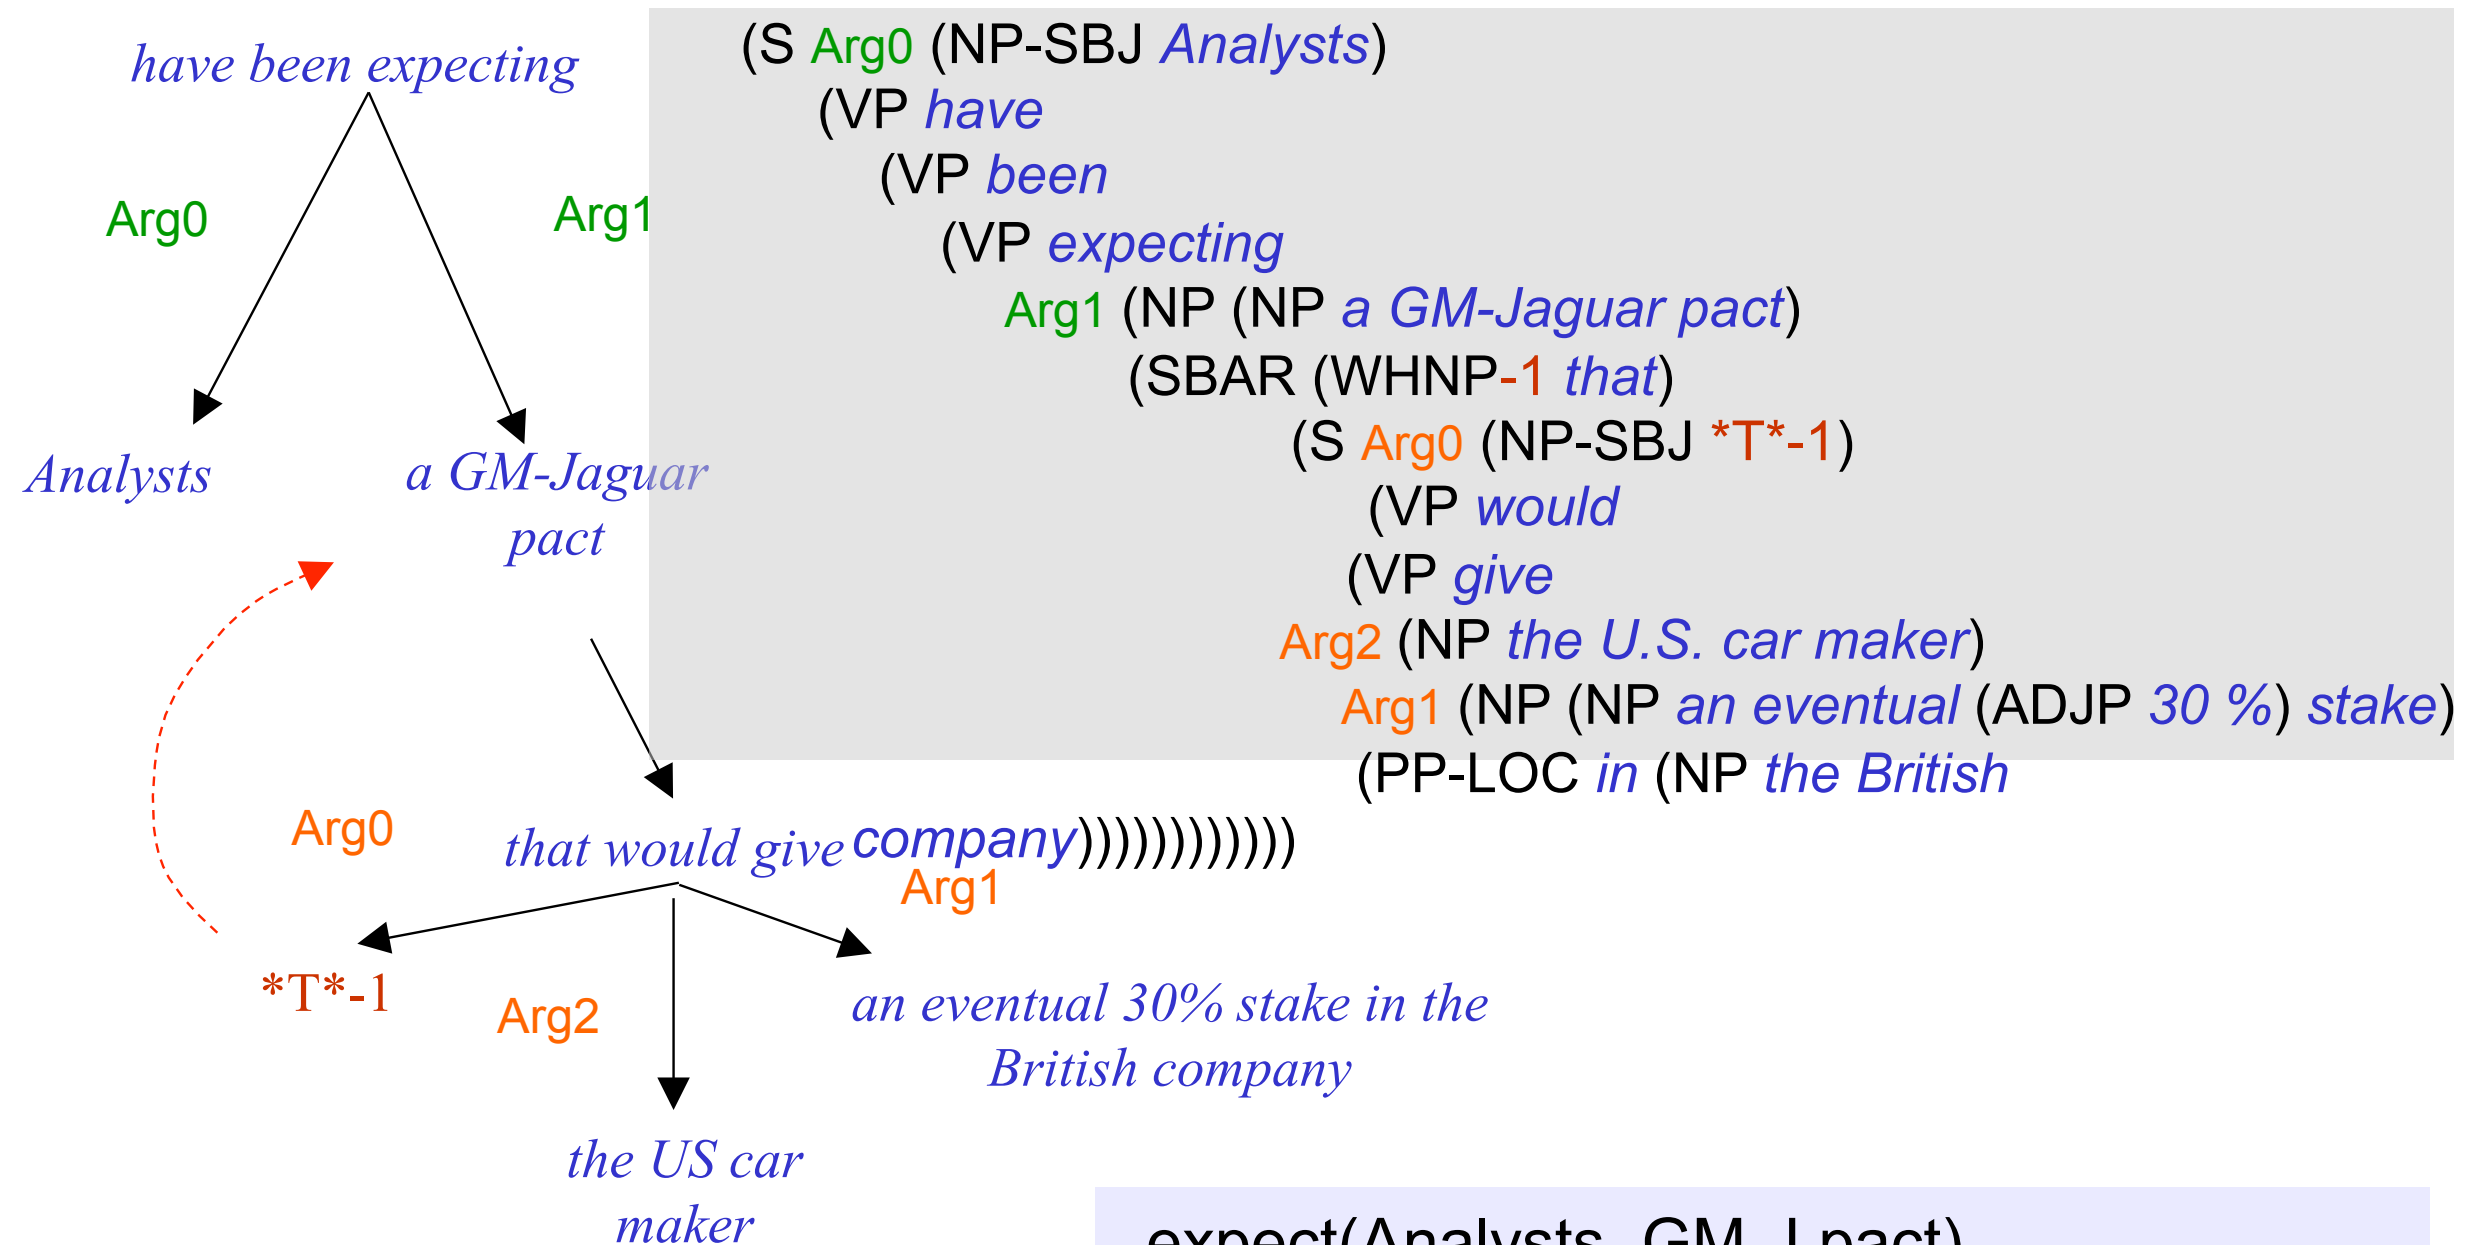 have been expecting
Arg0
Arg1
Analysts
a GM-Jaguar
pact
Arg0
that would give
Arg1
*T*-1
Arg2
an eventual 30% stake in the
British company
the US car
maker
(S Arg0 (NP-SBJ Analysts)
(VP have
(VP been
(VP expecting
Arg1 (NP (NP a GM-Jaguar pact)
(SBAR (WHNP-1 that)
(S Arg0 (NP-SBJ *T*-1)
(VP would
(VP give
Arg2 (NP the U.S. car maker)
Arg1 (NP (NP an eventual (ADJP 30 %) stake)
(PP-LOC in (NP the British
company))))))))))))
expect(Analysts, GM-J pact)